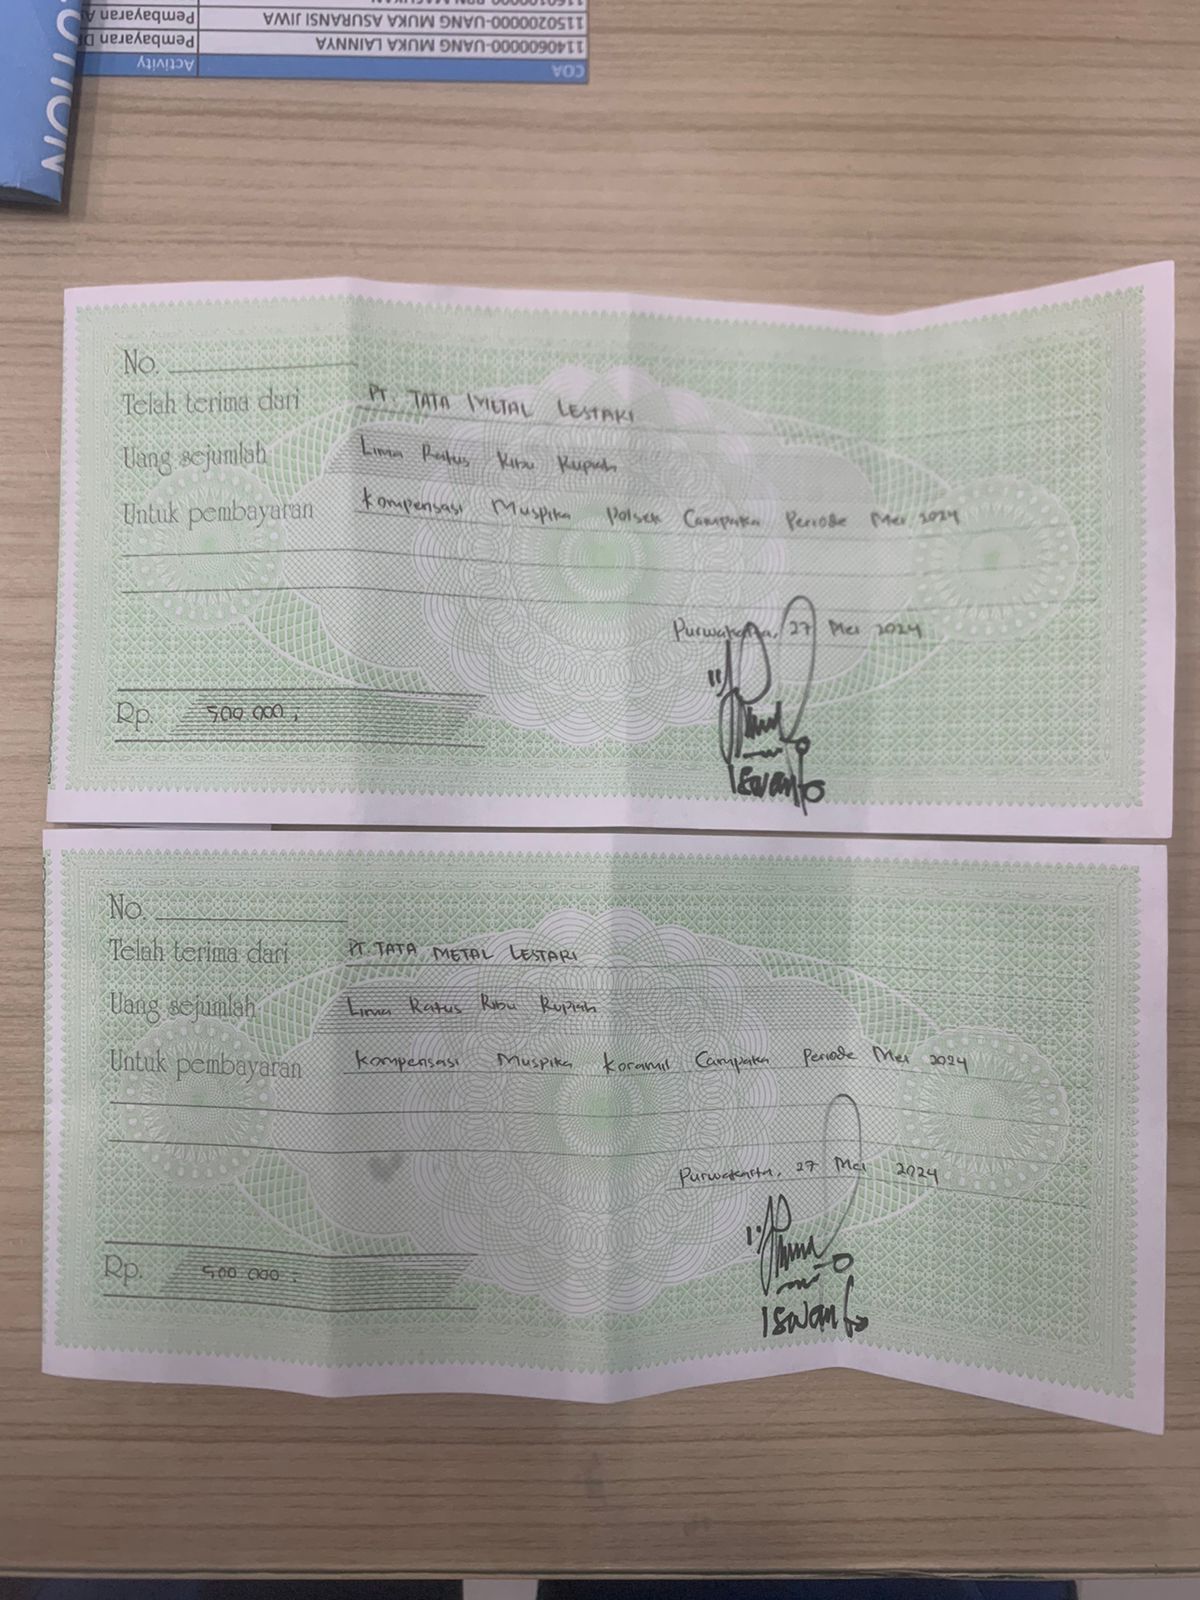 UTION
115020000-UANG MUKA ASURANSI JIWA
Pembayaran
114060000-UANG MUKA LAINNYA
Pembayaran
COA
Activity
No.
Telah terima dari PT. TATA METAL LESTARI
Uang sejumlah Lima Ratus Ribu Rupiah
Untuk pembayaran Kompensasi Muspika Polsek Campaka Periode Mei 2024
Purwakarta, 27 Mei 2024
Rp. 500 000 ;
Iswanto
No.
Telah terima dari PT. TATA METAL LESTARI
Uang sejumlah Lima Ratus Ribu Rupiah
Untuk pembayaran Kompensasi Muspika Koramil Campaka Periode Mei 2024
Purwakarta, 27 Mei 2024
Rp. 500 000 ;
Iswanto